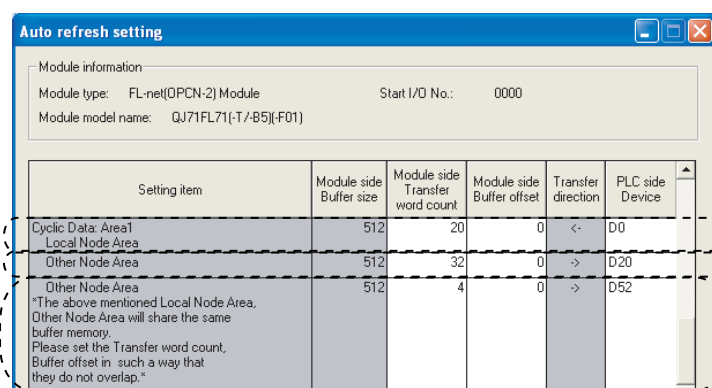 Auto refresh setting
Module information
Module type: FL-net(OPCN-2) Module Start I/O No.: 0000
Module model name: QJ71FL71(-T/-B5)(-F01)
Setting item
Module side
Buffer size
Module side
Transfer
word count
Module side
Buffer offset
Transfer
direction
PLC side
Device
Cyclic Data: Area1
Local Node Area
512 20 0 <- D0
Other Node Area 512 32 0 -> D20
Other Node Area 512 4 0 -> D52
*The above mentioned Local Node Area,
Other Node Area will share the same
buffer memory.
Please set the Transfer word count,
Buffer offset in such a way that
they do not overlap.*